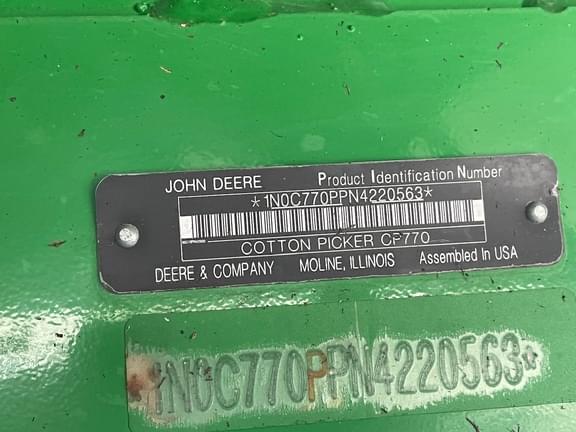 JOHN DEERE Product Identification Number
*1N0C770PPN4220563*
COTTON PICKER CP770
DEERE & COMPANY MOLINE, ILLINOIS Assembled In USA
1N0C770PPN4220563*